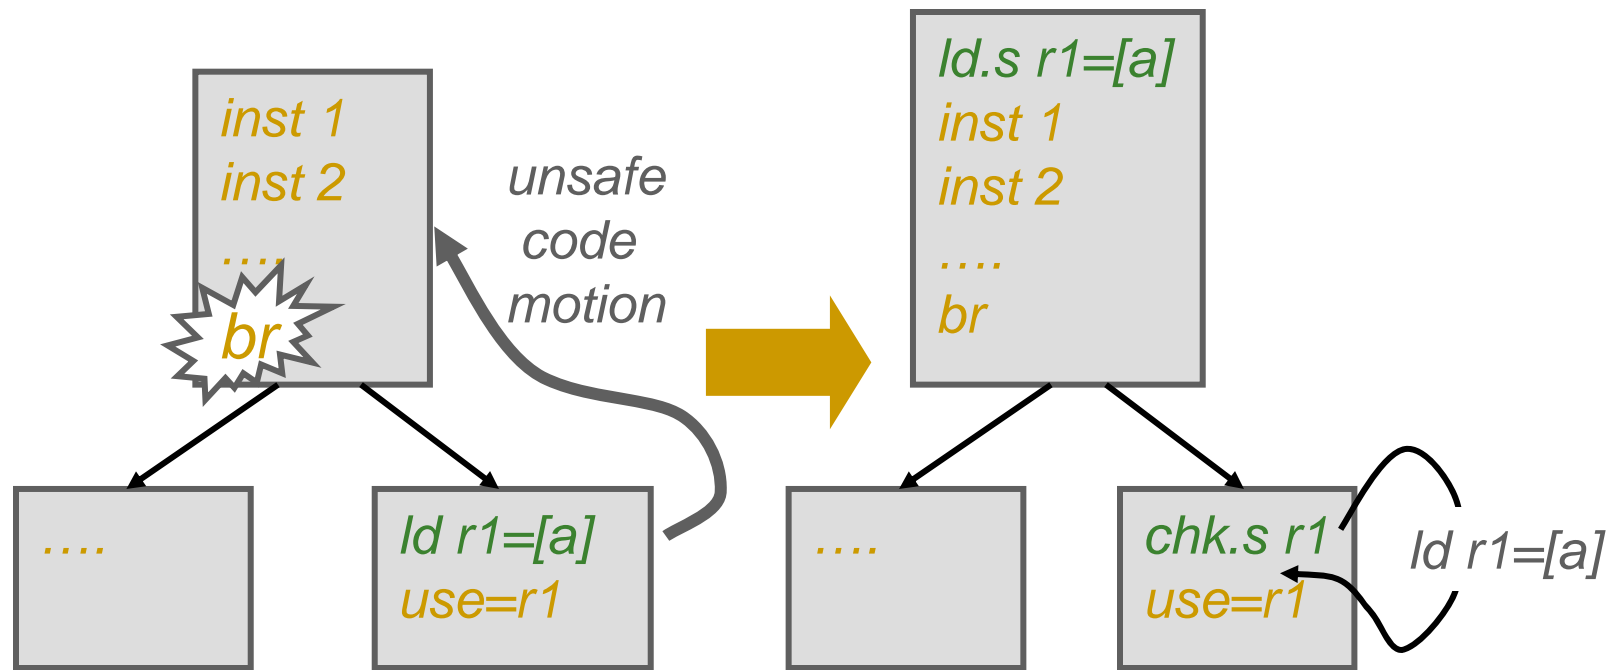 inst 1
inst 2
....
br
....
ld r1=[a]
use=r1
unsafe
code
motion
ld.s r1=[a]
inst 1
inst 2
....
br
....
chk.s r1
use=r1
ld r1=[a]